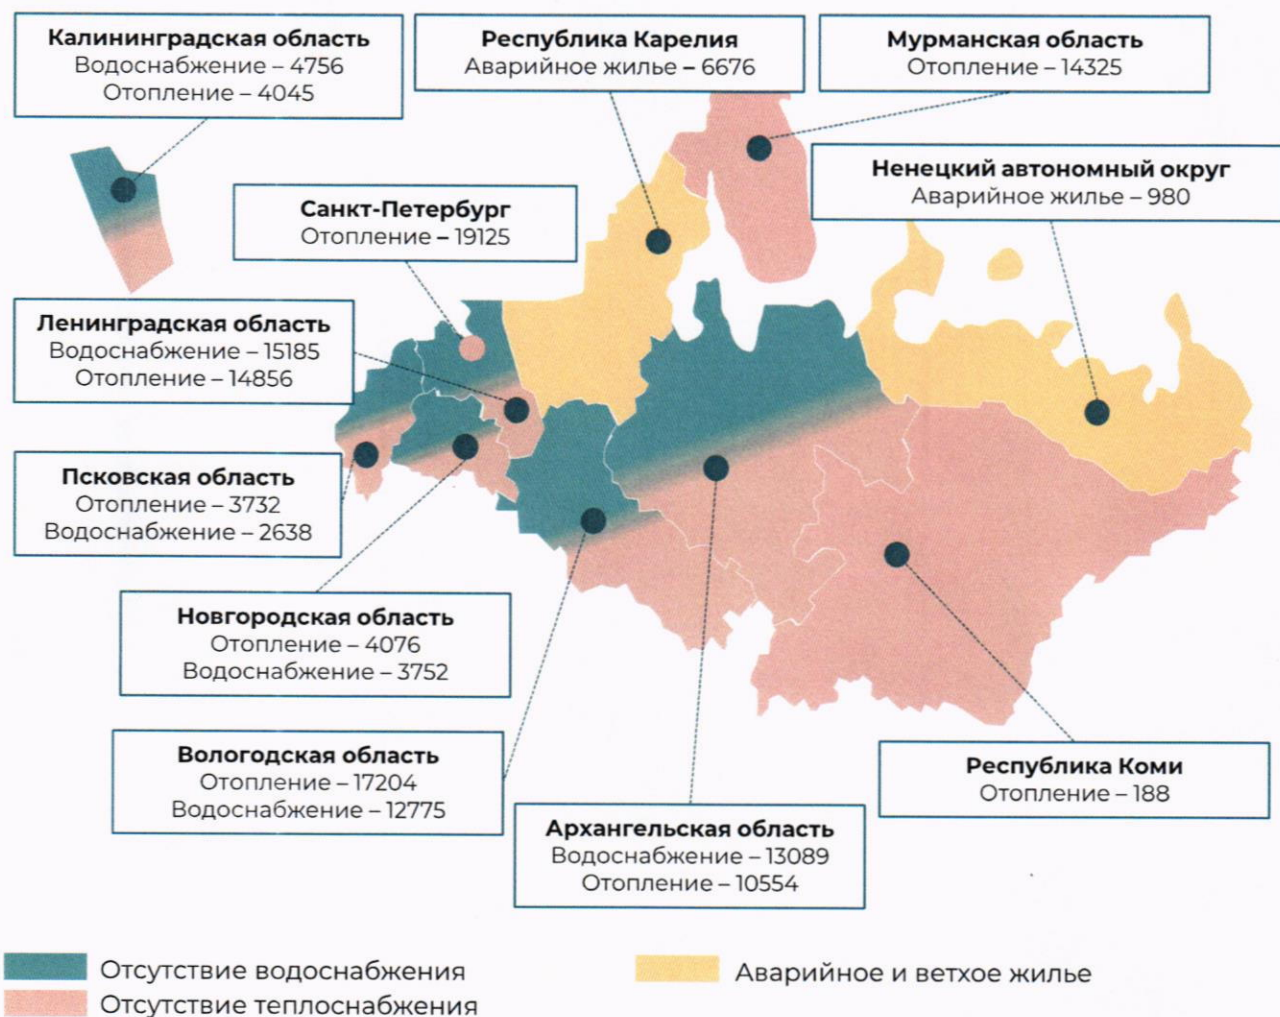 Калининградская область
Водоснабжение – 4756
Отопление – 4045
Республика Карелия
Аварийное жилье – 6676
Мурманская область
Отопление – 14325
Ненецкий автономный округ
Аварийное жилье – 980
Санкт-Петербург
Отопление – 19125
Ленинградская область
Водоснабжение – 15185
Отопление – 14856
Псковская область
Отопление – 3732
Водоснабжение – 2638
Новгородская область
Отопление – 4076
Водоснабжение – 3752
Вологодская область
Отопление – 17204
Водоснабжение – 12775
Архангельская область
Водоснабжение – 13089
Отопление – 10554
Республика Коми
Отопление – 188
Отсутствие водоснабжения
Отсутствие теплоснабжения
Аварийное и ветхое жилье